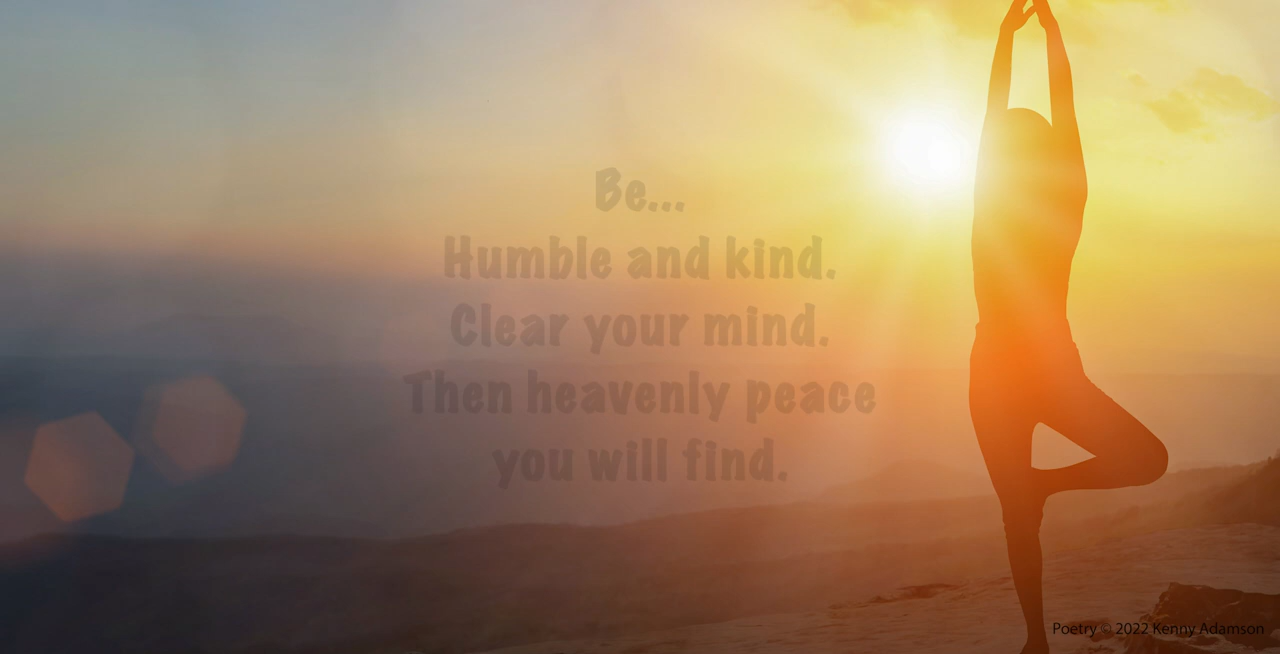 Be...
Humble and kind.
Clear your mind.
Then heavenly peace
you will find.
Poetry © 2022 Kenny Adamson